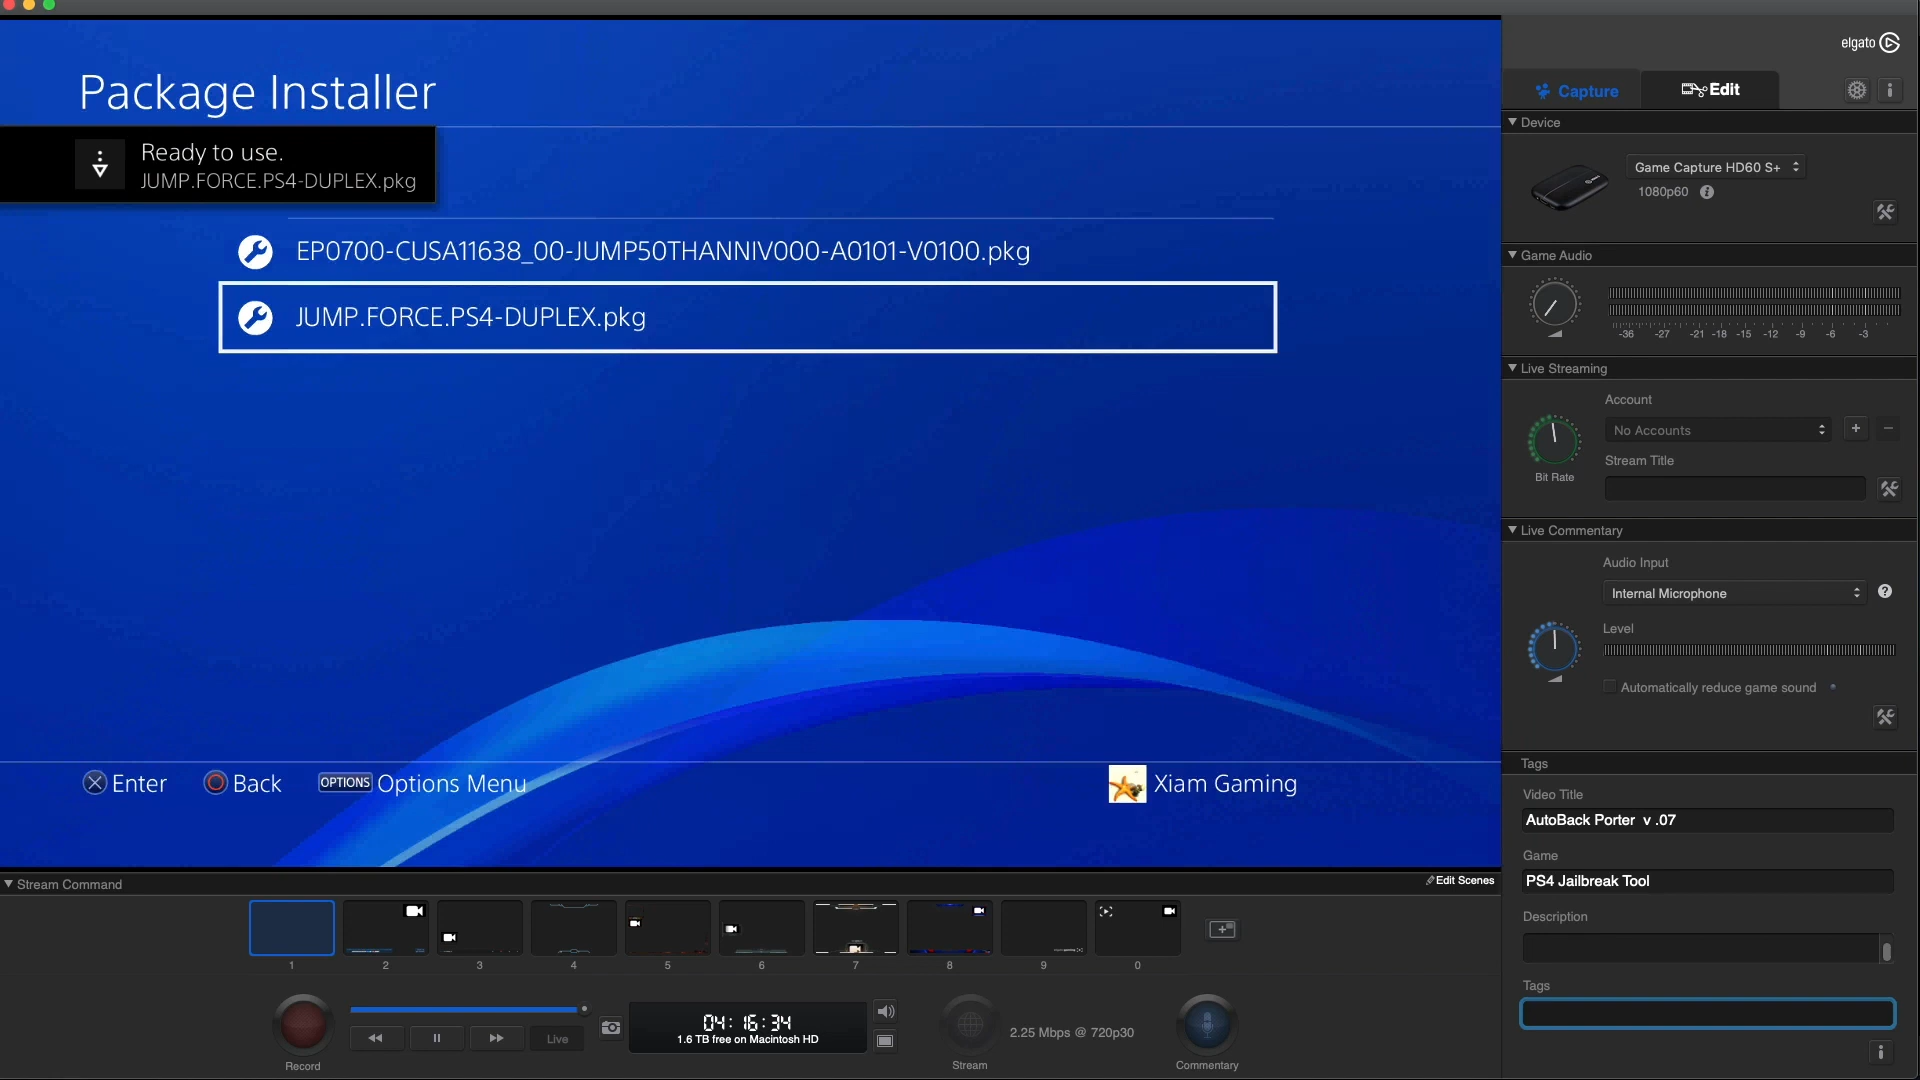 Package Installer
Ready to use.
JUMP.FORCE.PS4-DUPLEX.pkg
EP0700-CUSA11638_00-JUMP50THANNIV000-A0101-V0100.pkg
JUMP.FORCE.PS4-DUPLEX.pkg
Enter
Back
OPTIONS Options Menu
Xiam Gaming
elgato
Capture
Edit
Device
Game Capture HD60 S+
1080p60
Game Audio
-36 -27 -21 -18 -15 -12 -9 -6 -3
Live Streaming
Account
No Accounts
Stream Title
Bit Rate
Live Commentary
Audio Input
Internal Microphone
Level
Automatically reduce game sound
Tags
Video Title
AutoBack Porter v .07
Game
PS4 Jailbreak Tool
Description
Tags
Stream Command
Edit Scenes
1 2 3 4 5 6 7 8 9 0
Live
04:16:34
1.6 TB free on Macintosh HD
2.25 Mbps @ 720p30
Record
Stream
Commentary